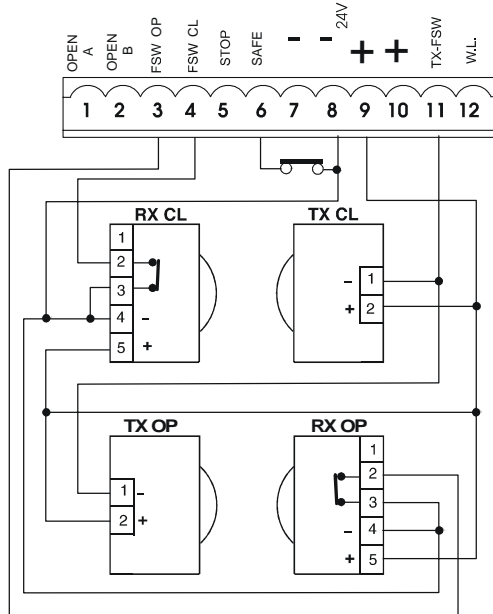 OPEN A
OPEN B
FSW OP
FSW CL
STOP
SAFE
-
-
24V
+
+
TX-FSW
W.L.
1 2 3 4 5 6 7 8 9 10 11 12
RX CL
1
2
3
4 -
5 +
TX CL
- 1
+ 2
TX OP
1 -
2 +
RX OP
1
2
3
- 4
+ 5